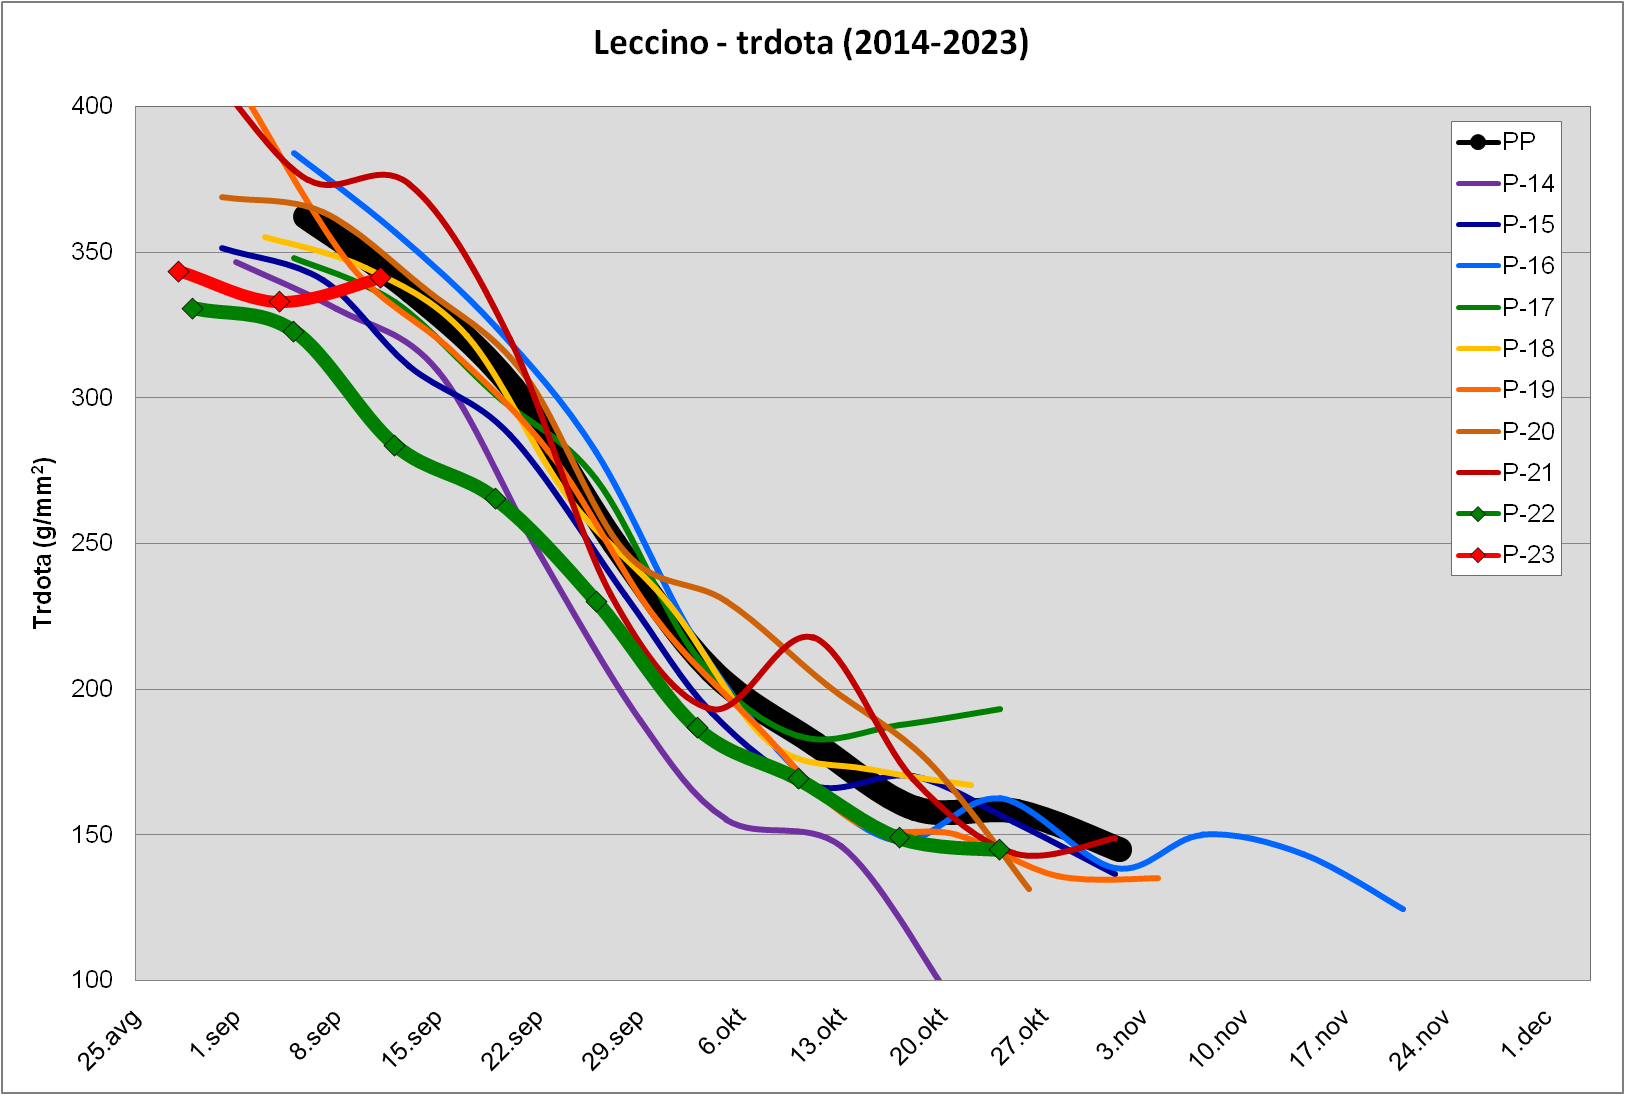 Leccino - trdota (2014-2023)
Trdota (g/mm²)
400
350
300
250
200
150
100
25.avg
1.sep
8.sep
15.sep
22.sep
29.sep
6.okt
13.okt
20.okt
27.okt
3.nov
10.nov
17.nov
24.nov
1.dec
PP
P-14
P-15
P-16
P-17
P-18
P-19
P-20
P-21
P-22
P-23